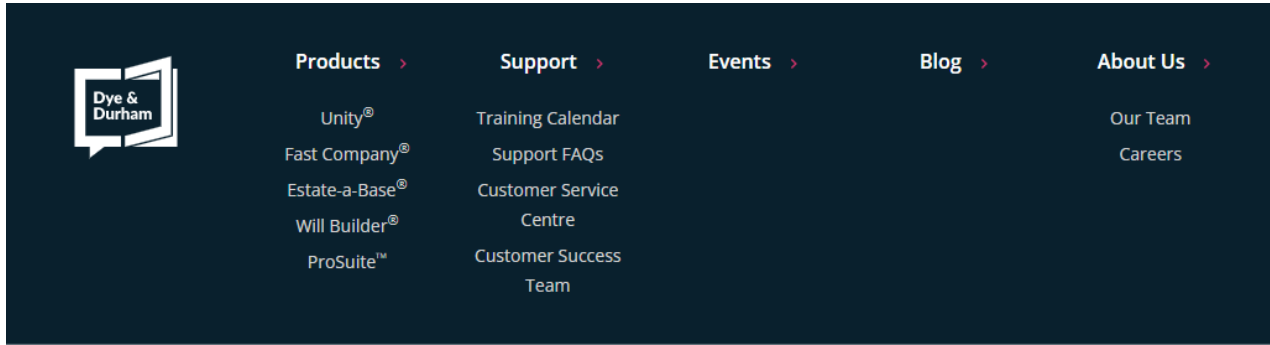 Dye &
Durham
Products
Unity®
Fast Company®
Estate-a-Base®
Will Builder®
ProSuite™
Support
Training Calendar
Support FAQs
Customer Service
Centre
Customer Success
Team
Events
Blog
About Us
Our Team
Careers